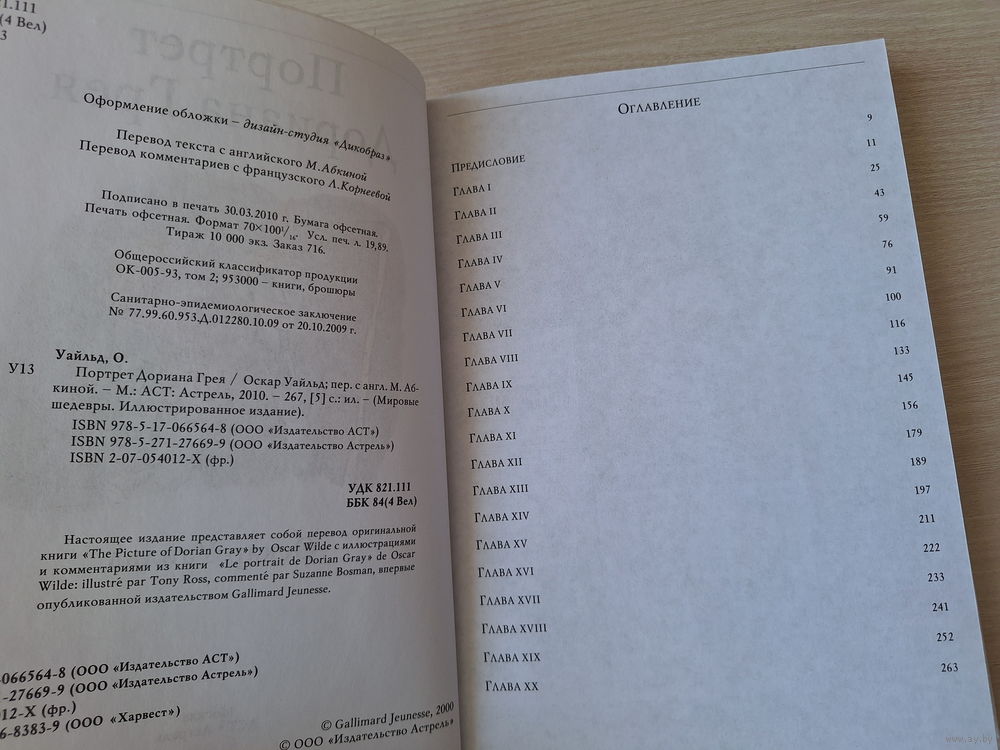 1.111
(4 Вел)
3
Оформление обложки – дизайн-студия «Дикобраз»
Перевод текста с английского М.Абкиной
Перевод комментариев с французского Л.Корнеевой
Подписано в печать 30.03.2010 г. Бумага офсетная.
Печать офсетная. Формат 70×100 1/16. Усл. печ. л. 19,89.
Тираж 10 000 экз. Заказ 716.
Общероссийский классификатор продукции
ОК-005-93, том 2; 953000 – книги, брошюры
Санитарно-эпидемиологическое заключение
№ 77.99.60.953.Д.012280.10.09 от 20.10.2009 г.
Уайльд, О.
У13 Портрет Дориана Грея / Оскар Уайльд; пер. с англ. М. Аб-
киной. – М.: АСТ: Астрель, 2010. – 267, [5] с.: ил. – (Мировые
шедевры. Иллюстрированное издание).
ISBN 978-5-17-066564-8 (ООО «Издательство АСТ»)
ISBN 978-5-271-27669-9 (ООО «Издательство Астрель»)
ISBN 2-07-054012-X (фр.)
УДК 821.111
ББК 84(4 Вел)
Настоящее издание представляет собой перевод оригинальной
книги «The Picture of Dorian Gray» by Oscar Wilde с иллюстрациями
и комментариями из книги «Le portrait de Dorian Gray» de Oscar
Wilde: illustré par Tony Ross, commenté par Suzanne Bosman, впервые
опубликованной издательством Gallimard Jeunesse.
-066564-8 (ООО «Издательство АСТ»)
1-27669-9 (ООО «Издательство Астрель»)
012-X (фр.)
6-8383-9 (ООО «Харвест»)
© Gallimard Jeunesse, 2000
© ООО «Издательство Астрель»
Оглавление
Предисловие 9
Глава I 11
Глава II 25
Глава III 43
Глава IV 59
Глава V 76
Глава VI 91
Глава VII 100
Глава VIII 116
Глава IX 133
Глава X 145
Глава XI 156
Глава XII 179
Глава XIII 189
Глава XIV 197
Глава XV 211
Глава XVI 222
Глава XVII 233
Глава XVIII 241
Глава XIX 252
Глава XX 263
www.ay.by